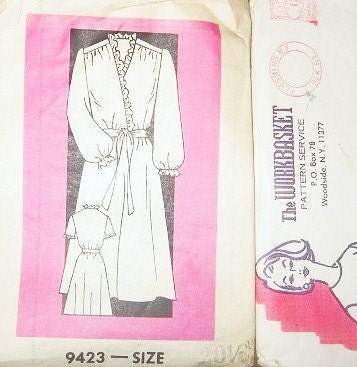 9423 — SIZE
The WORKBASKET
PATTERN SERVICE
P.O. Box 78
Woodside, N.Y. 11377